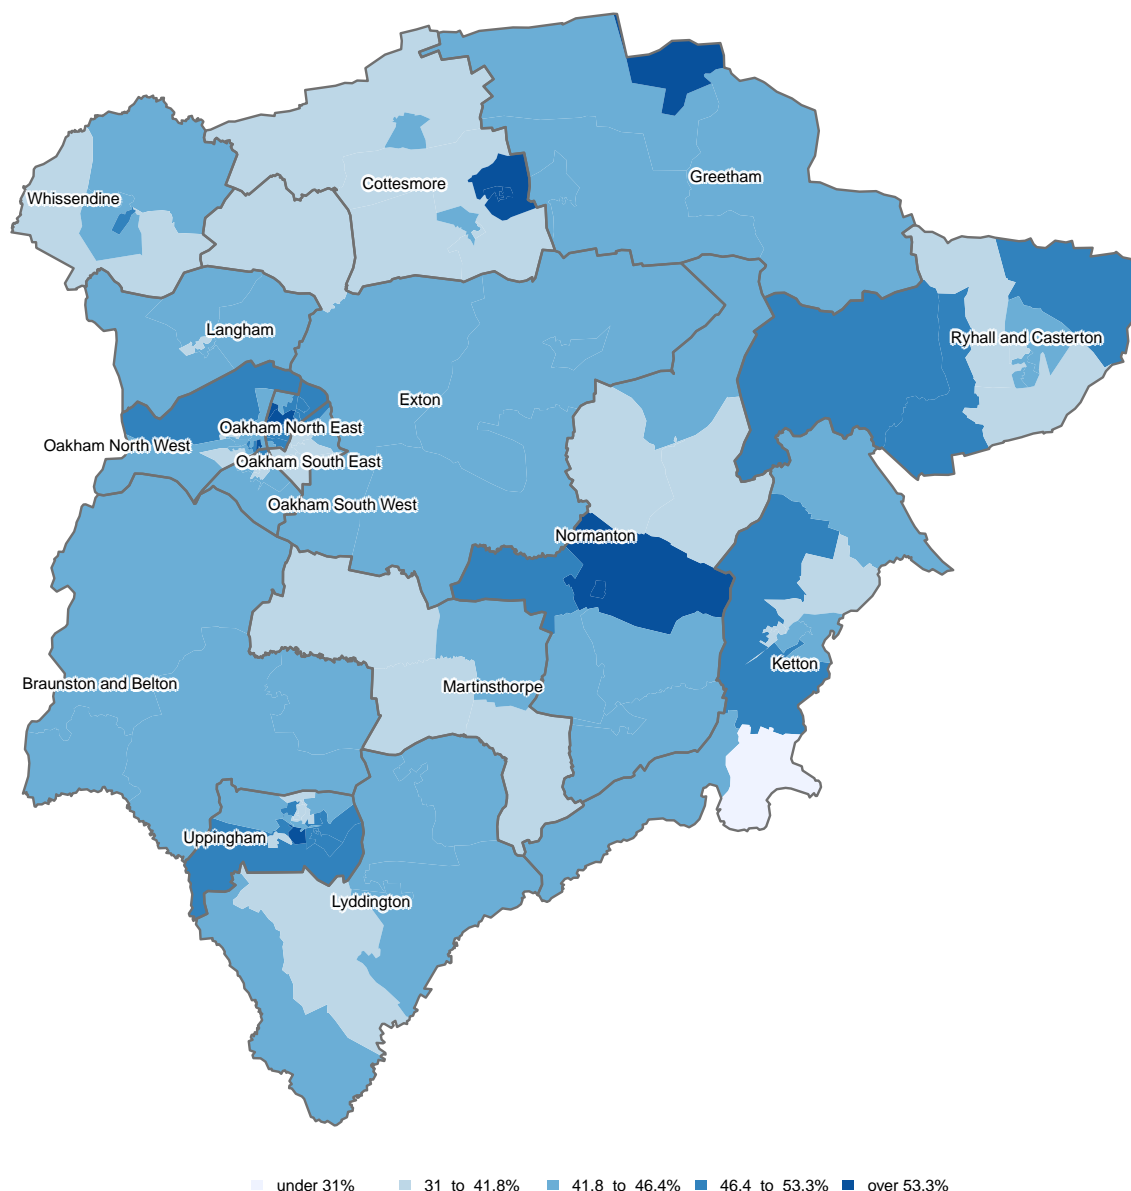 Cottesmore
Greetham
Whissendine
Langham
Ryhall and Casterton
Exton
Oakham North East
Oakham North West
Oakham South East
Oakham South West
Normanton
Ketton
Braunston and Belton
Martinsthorpe
Uppingham
Lyddington
under 31% 31 to 41.8% 41.8 to 46.4% 46.4 to 53.3% over 53.3%